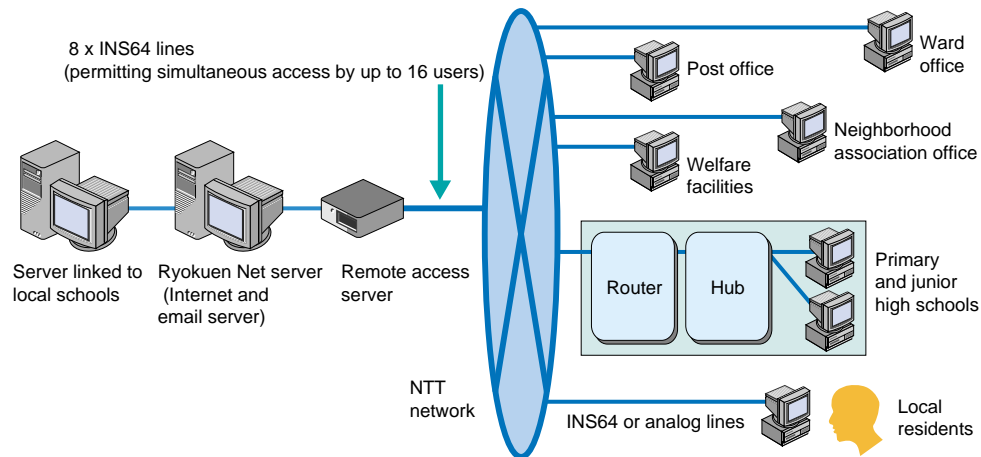 8 x INS64 lines
(permitting simultaneous access by up to 16 users)
Server linked to
local schools
Ryokuen Net server
(Internet and
email server)
Remote access
server
NTT
network
Ward
office
Post office
Neighborhood
association office
Welfare
facilities
Router
Hub
Primary
and junior
high schools
INS64 or analog lines
Local
residents